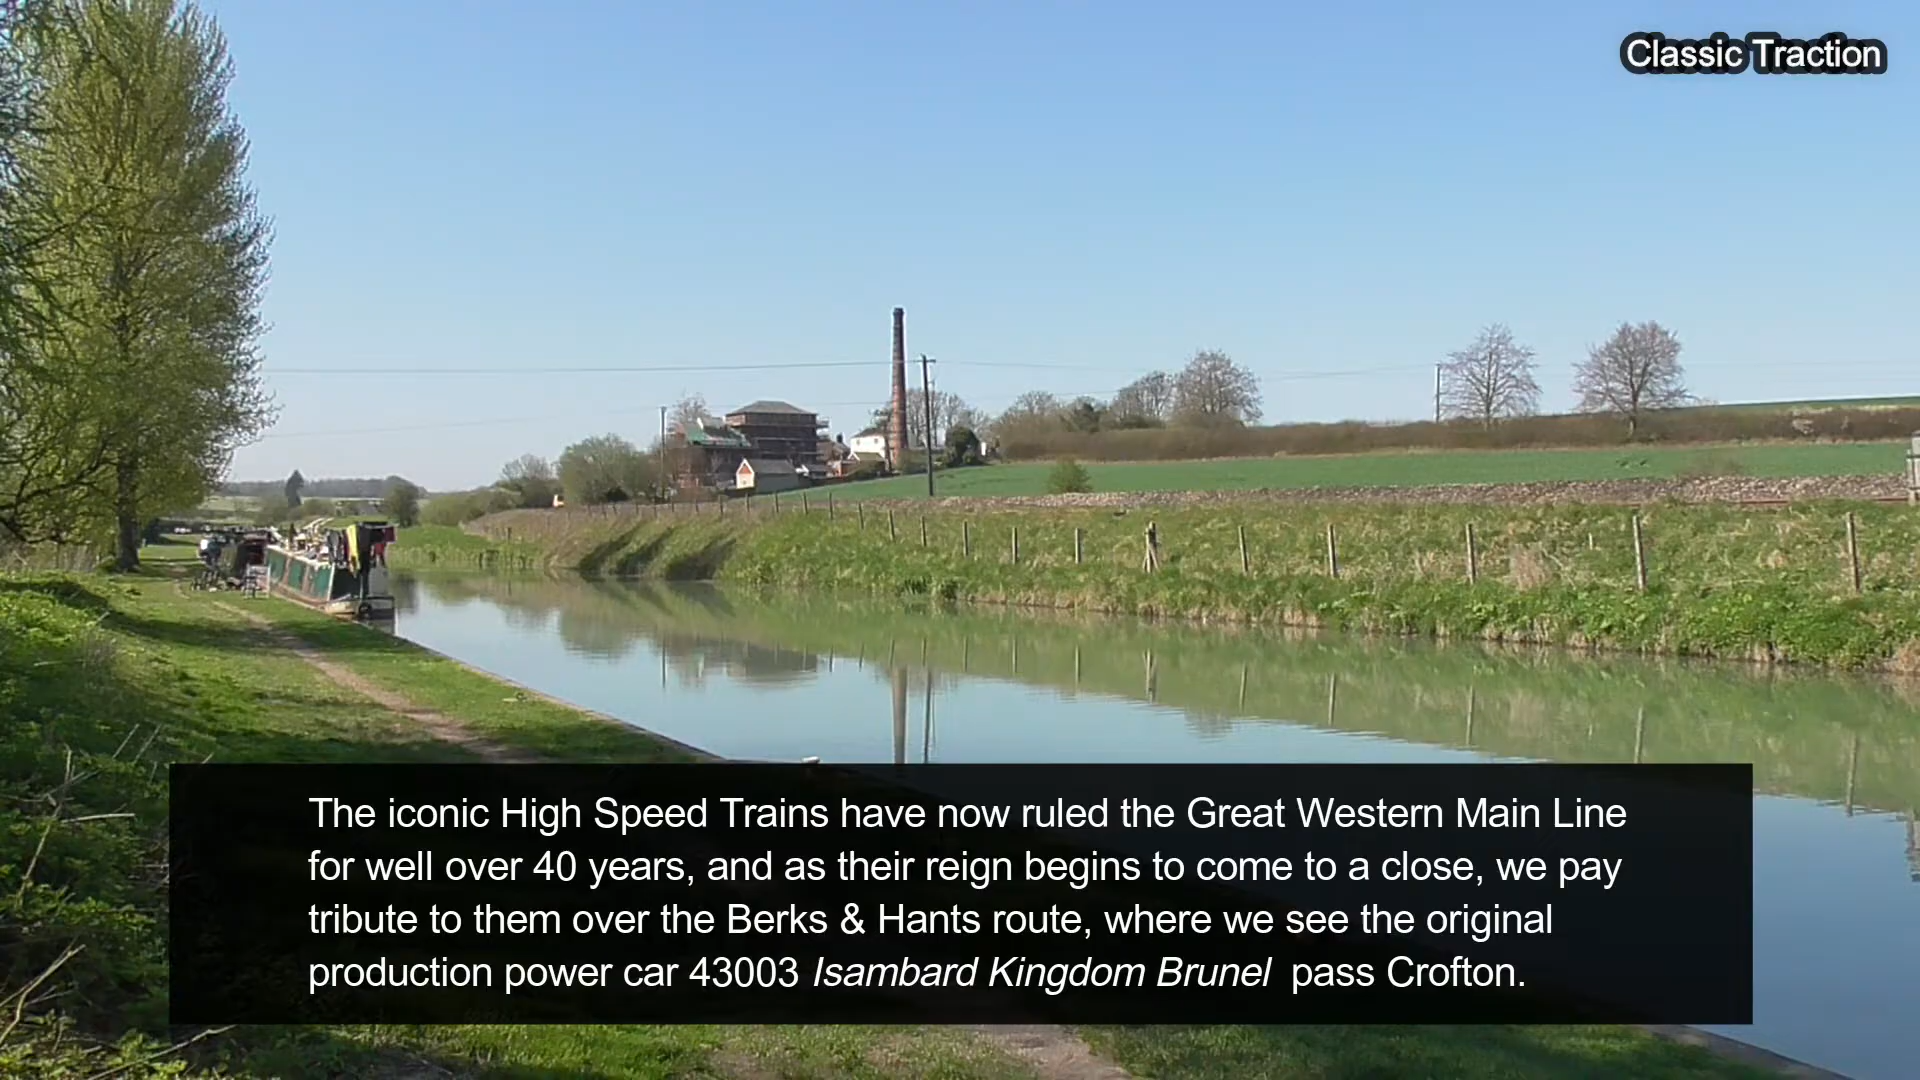 Classic Traction
The iconic High Speed Trains have now ruled the Great Western Main Line
for well over 40 years, and as their reign begins to come to a close, we pay
tribute to them over the Berks & Hants route, where we see the original
production power car 43003 Isambard Kingdom Brunel pass Crofton.